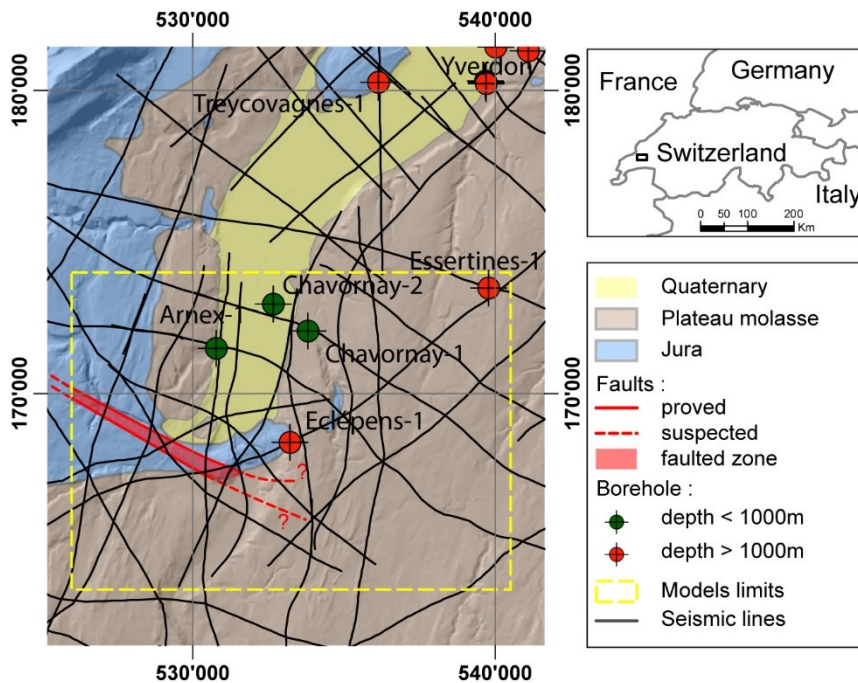 530'000
540'000
180'000
Yverdon
Treycovagnes-1
180'000
Essertines-1
Chavornay-2
Arnex-1
Chavornay-1
170'000
170'000
Eclépens-1
?
?
530'000
540'000
France
Germany
Switzerland
Italy
0 50 100 200
Km
Quaternary
Plateau molasse
Jura
Faults :
proved
suspected
faulted zone
Borehole :
depth < 1000m
depth > 1000m
Models limits
Seismic lines